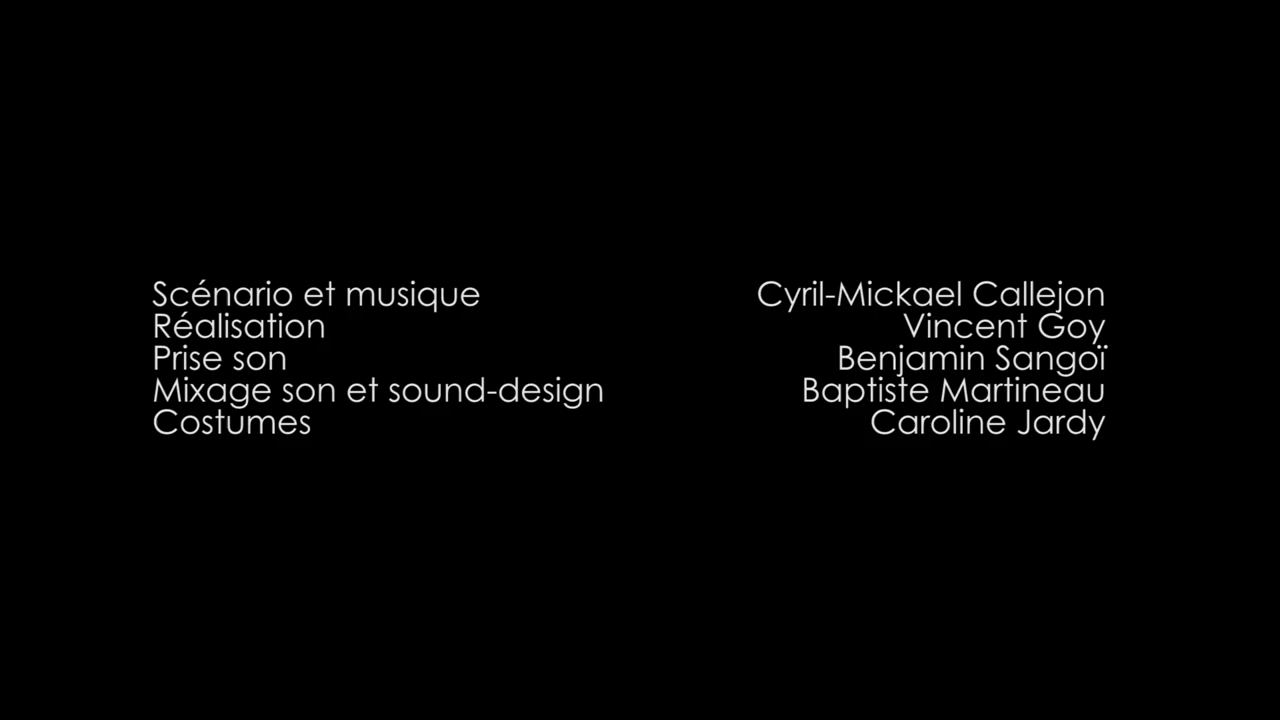 Scénario et musique Cyril-Mickael Callejon
Réalisation Vincent Goy
Prise son Benjamin Sangoï
Mixage son et sound-design Baptiste Martineau
Costumes Caroline Jardy